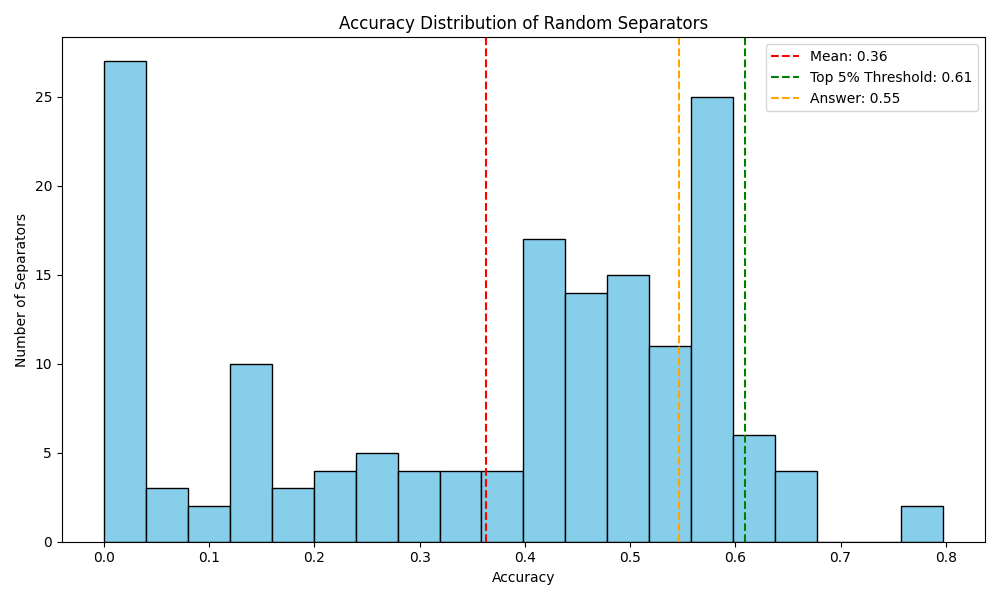 Accuracy Distribution of Random Separators
Mean: 0.36
Top 5% Threshold: 0.61
Answer: 0.55
Number of Separators
25
20
15
10
5
0
0.0 0.1 0.2 0.3 0.4 0.5 0.6 0.7 0.8
Accuracy